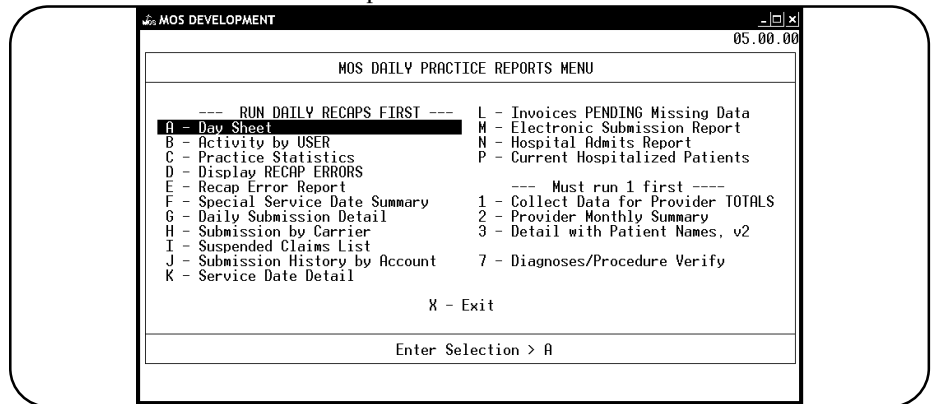 MOS DEVELOPMENT
05.00.00
MOS DAILY PRACTICE REPORTS MENU
--- RUN DAILY RECAPS FIRST ---
A - Day Sheet
B - Activity by USER
C - Practice Statistics
D - Display RECAP ERRORS
E - Recap Error Report
F - Special Service Date Summary
G - Daily Submission Detail
H - Submission by Carrier
I - Suspended Claims List
J - Submission History by Account
K - Service Date Detail
L - Invoices PENDING Missing Data
M - Electronic Submission Report
N - Hospital Admits Report
P - Current Hospitalized Patients
--- Must run 1 first ----
1 - Collect Data for Provider TOTALS
2 - Provider Monthly Summary
3 - Detail with Patient Names, v2
7 - Diagnoses/Procedure Verify
X - Exit
Enter Selection > A